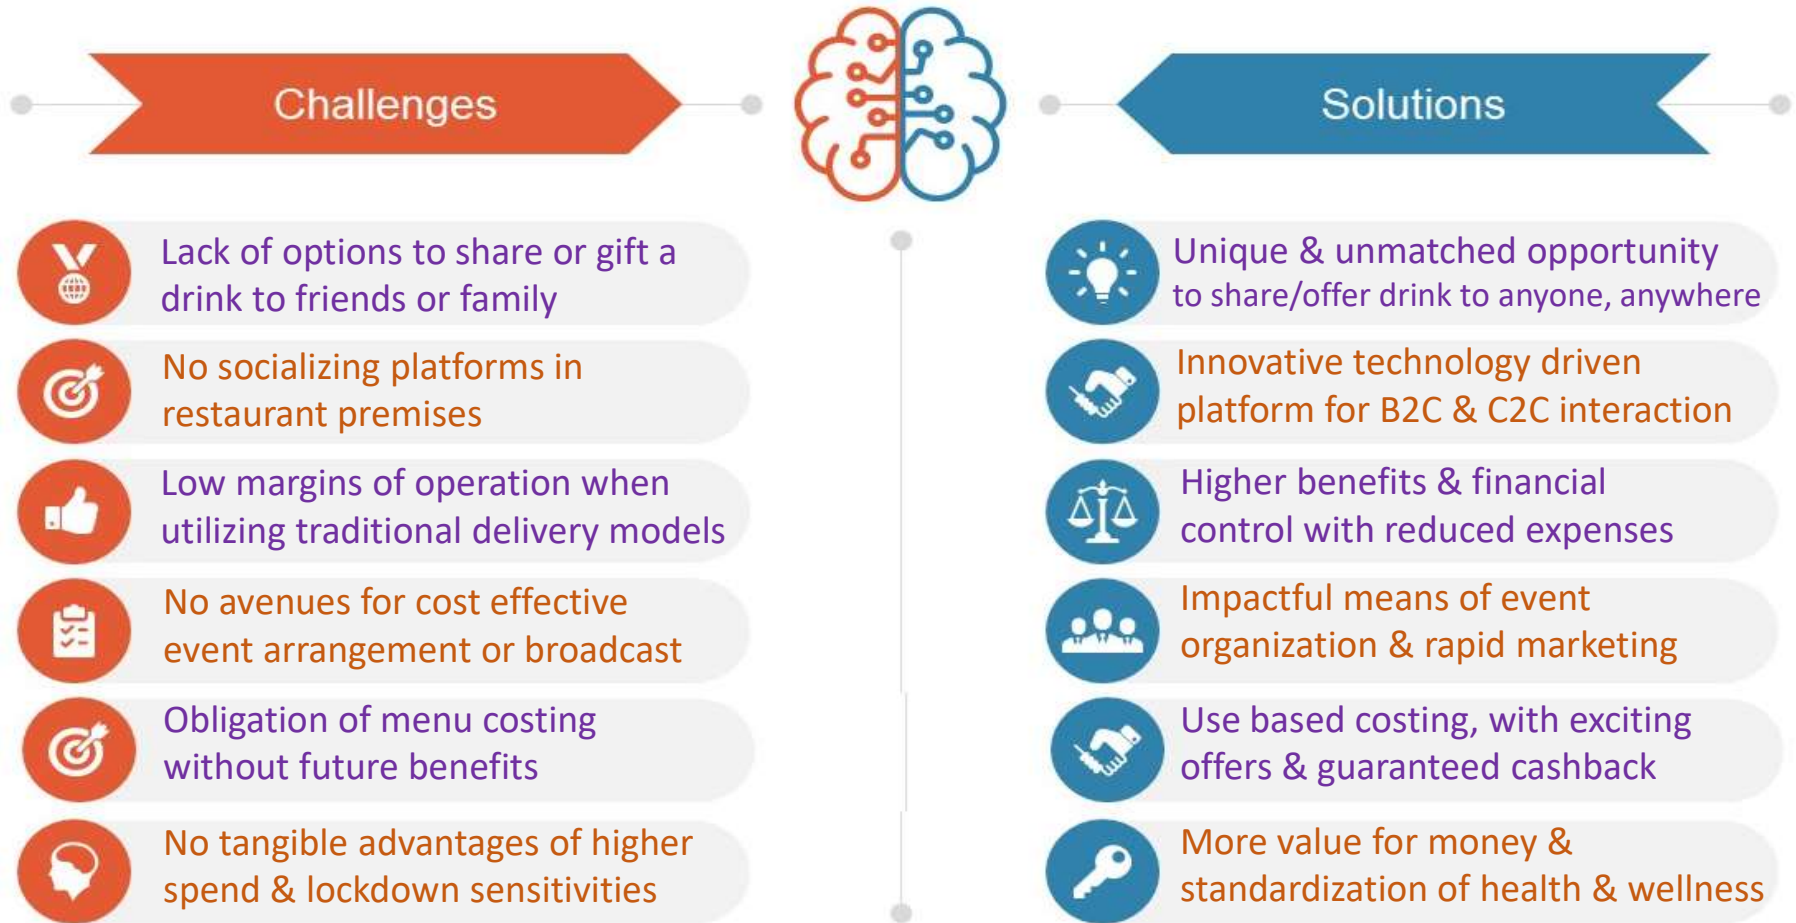 Challenges
Solutions
Lack of options to share or gift a
drink to friends or family
No socializing platforms in
restaurant premises
Low margins of operation when
utilizing traditional delivery models
No avenues for cost effective
event arrangement or broadcast
Obligation of menu costing
without future benefits
No tangible advantages of higher
spend & lockdown sensitivities
Unique & unmatched opportunity
to share/offer drink to anyone, anywhere
Innovative technology driven
platform for B2C & C2C interaction
Higher benefits & financial
control with reduced expenses
Impactful means of event
organization & rapid marketing
Use based costing, with exciting
offers & guaranteed cashback
More value for money &
standardization of health & wellness